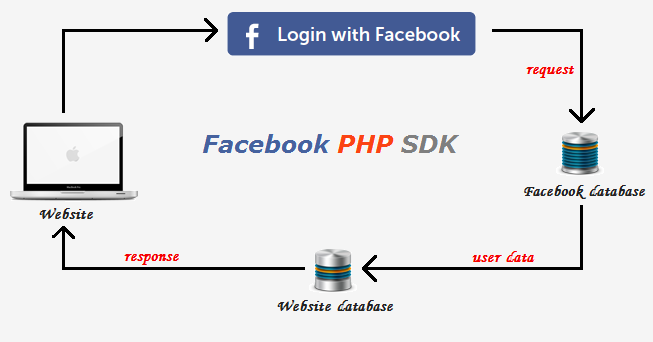 Login with Facebook
request
Facebook PHP SDK
Facebook database
Website
response
user data
Website database